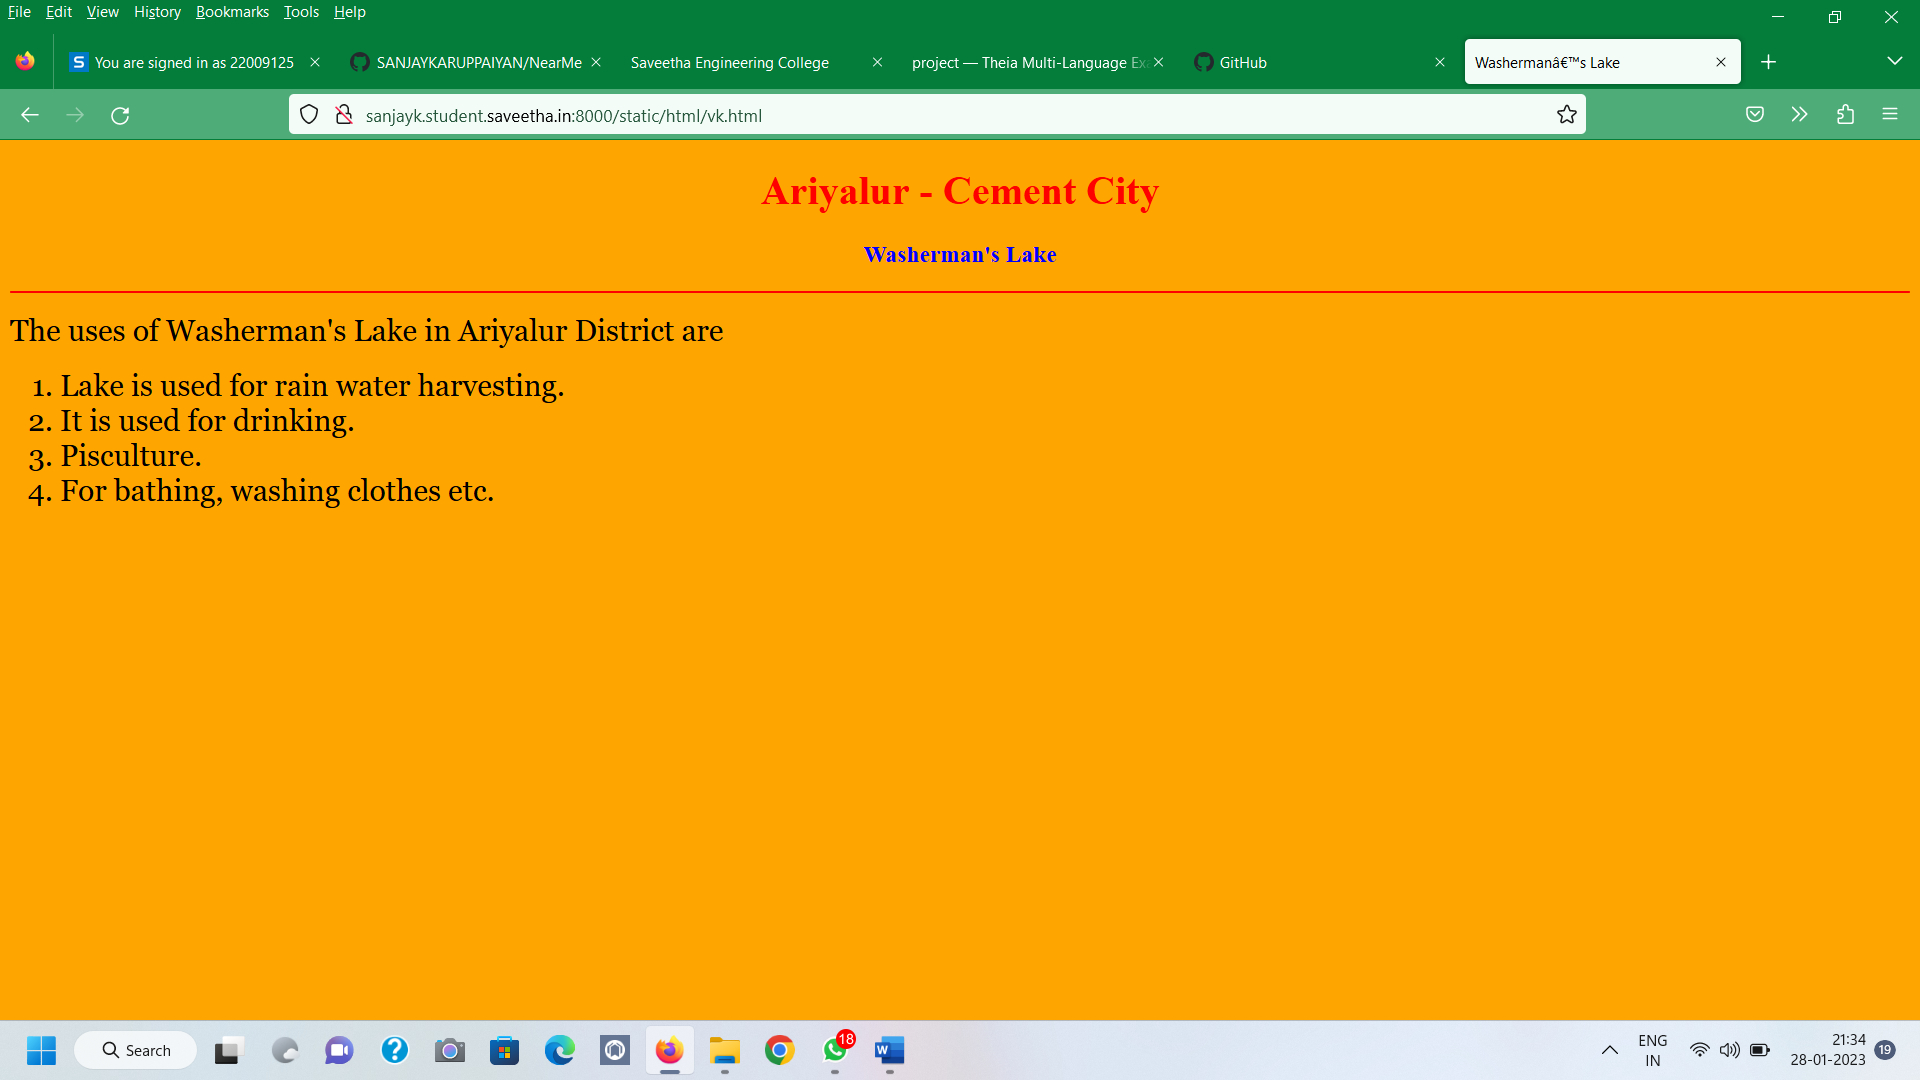 File Edit View History Bookmarks Tools Help
You are signed in as 22009125
SANJAYKARUPPAIYAN/NearMe
Saveetha Engineering College
project — Theia Multi-Language Ex
GitHub
Washermanâ€™s Lake
sanjayk.student.saveetha.in:8000/static/html/vk.html
Ariyalur - Cement City
Washerman's Lake
The uses of Washerman's Lake in Ariyalur District are
1. Lake is used for rain water harvesting.
2. It is used for drinking.
3. Pisculture.
4. For bathing, washing clothes etc.
Search
18
ENG
IN
21:34
28-01-2023
19